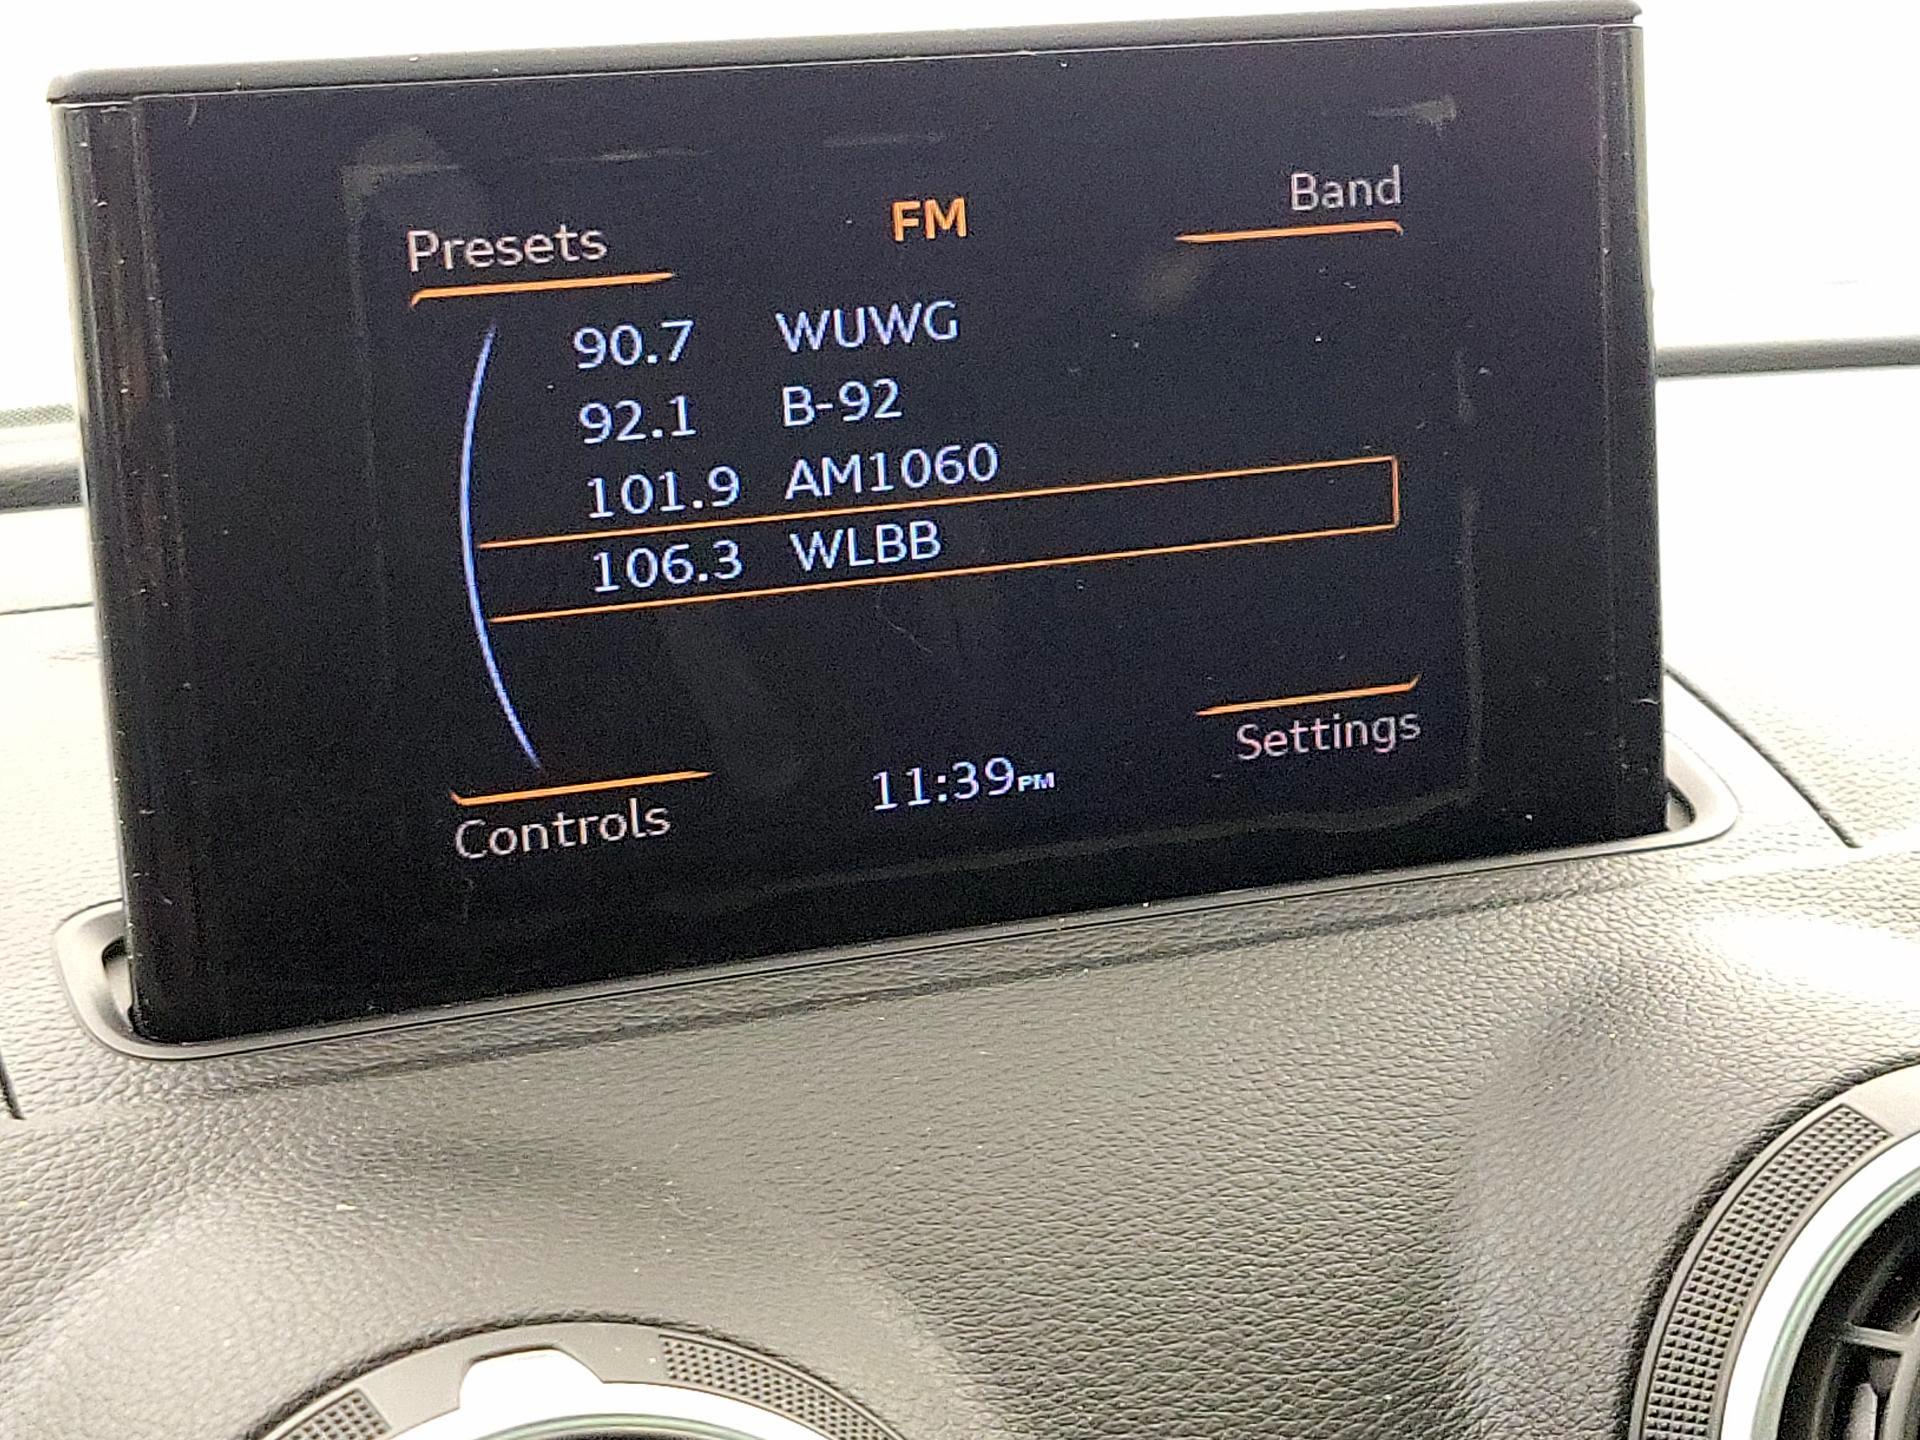 Presets FM Band
90.7 WUWG
92.1 B-92
101.9 AM1060
106.3 WLBB
Controls 11:39PM Settings